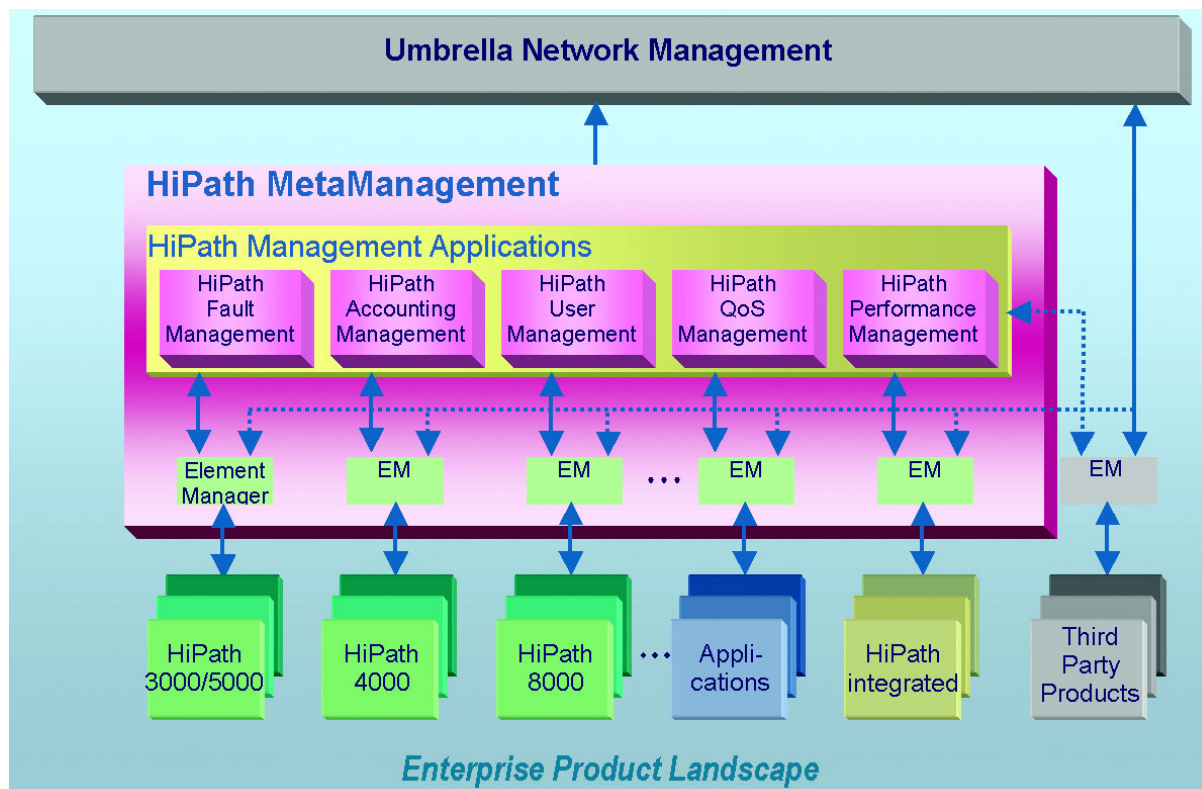 Umbrella Network Management
HiPath MetaManagement
HiPath Management Applications
HiPath
Fault
Management
HiPath
Accounting
Management
HiPath
User
Management
HiPath
QoS
Management
HiPath
Performance
Management
Element
Manager
EM
EM
...
EM
EM
EM
HiPath
3000/5000
HiPath
4000
HiPath
8000
...
Appli-
cations
HiPath
integrated
Third
Party
Products
Enterprise Product Landscape